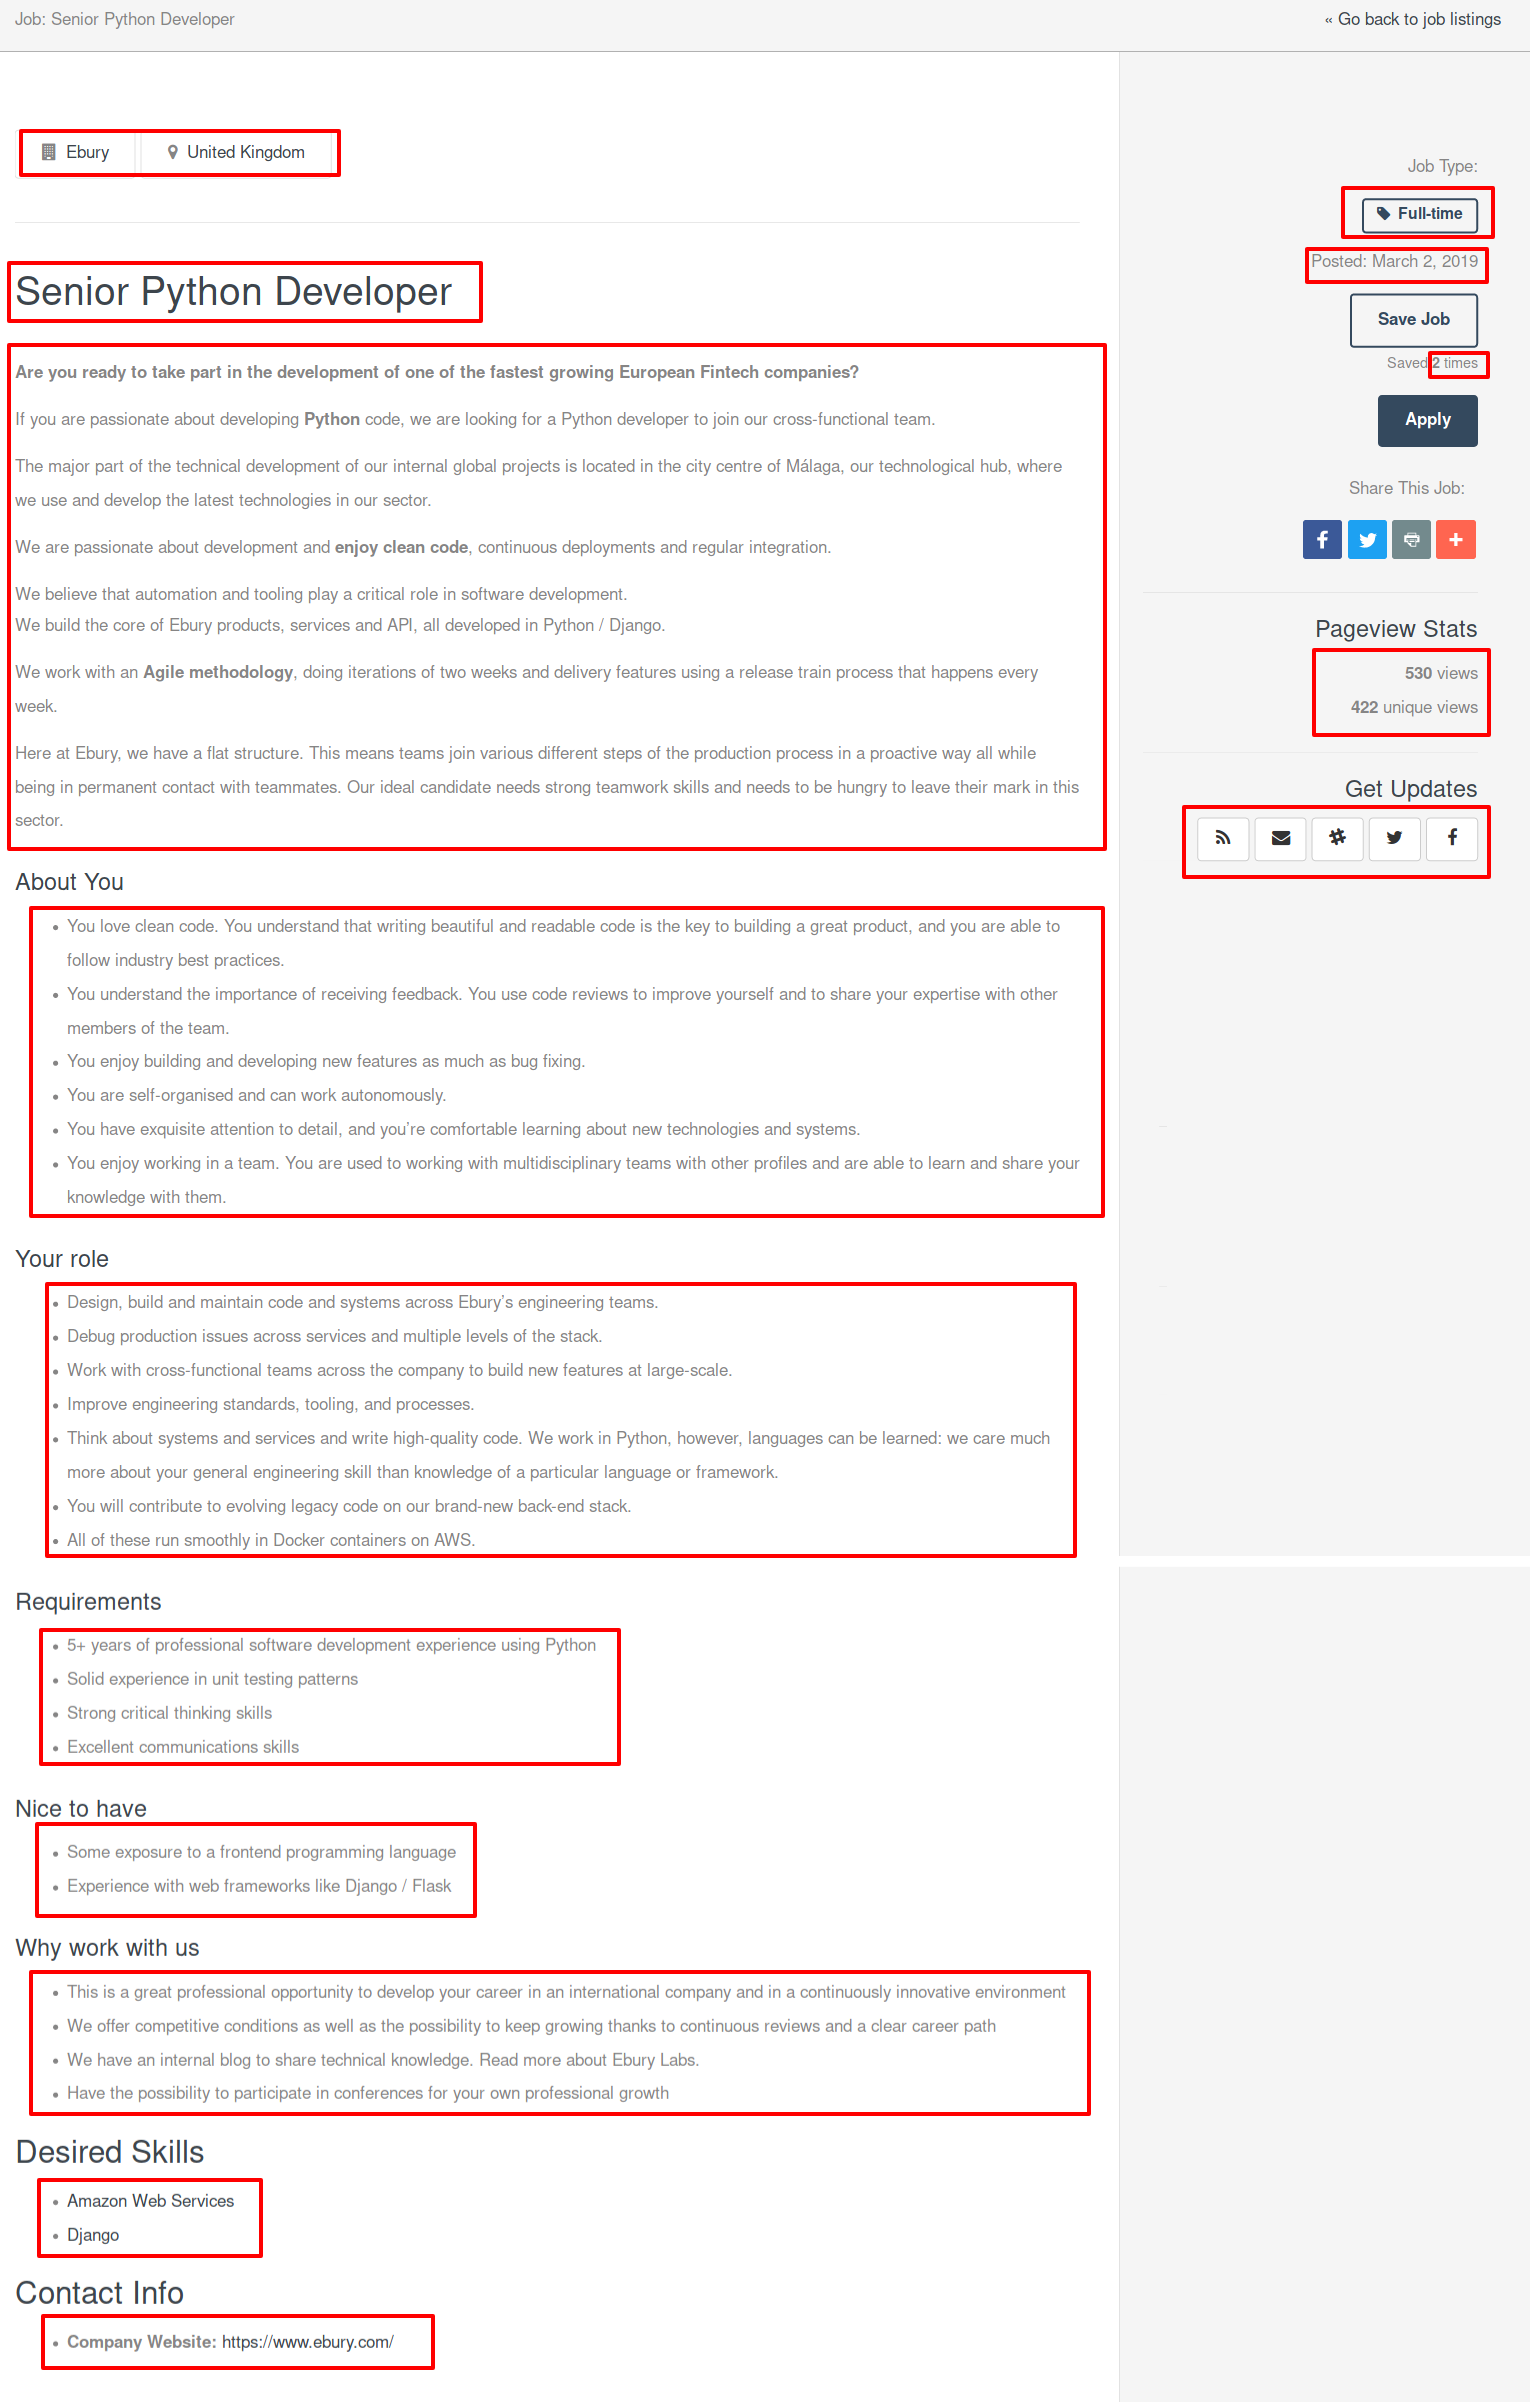 Job: Senior Python Developer
« Go back to job listings
Ebury
United Kingdom
Senior Python Developer
Are you ready to take part in the development of one of the fastest growing European Fintech companies?
If you are passionate about developing Python code, we are looking for a Python developer to join our cross-functional team.
The major part of the technical development of our internal global projects is located in the city centre of Málaga, our technological hub, where
we use and develop the latest technologies in our sector.
We are passionate about development and enjoy clean code, continuous deployments and regular integration.
We believe that automation and tooling play a critical role in software development.
We build the core of Ebury products, services and API, all developed in Python / Django.
We work with an Agile methodology, doing iterations of two weeks and delivery features using a release train process that happens every
week.
Here at Ebury, we have a flat structure. This means teams join various different steps of the production process in a proactive way all while
being in permanent contact with teammates. Our ideal candidate needs strong teamwork skills and needs to be hungry to leave their mark in this
sector.
About You
• You love clean code. You understand that writing beautiful and readable code is the key to building a great product, and you are able to
follow industry best practices.
• You understand the importance of receiving feedback. You use code reviews to improve yourself and to share your expertise with other
members of the team.
• You enjoy building and developing new features as much as bug fixing.
• You are self-organised and can work autonomously.
• You have exquisite attention to detail, and you’re comfortable learning about new technologies and systems.
• You enjoy working in a team. You are used to working with multidisciplinary teams with other profiles and are able to learn and share your
knowledge with them.
Your role
• Design, build and maintain code and systems across Ebury’s engineering teams.
• Debug production issues across services and multiple levels of the stack.
• Work with cross-functional teams across the company to build new features at large-scale.
• Improve engineering standards, tooling, and processes.
• Think about systems and services and write high-quality code. We work in Python, however, languages can be learned: we care much
more about your general engineering skill than knowledge of a particular language or framework.
• You will contribute to evolving legacy code on our brand-new back-end stack.
• All of these run smoothly in Docker containers on AWS.
Requirements
• 5+ years of professional software development experience using Python
• Solid experience in unit testing patterns
• Strong critical thinking skills
• Excellent communications skills
Nice to have
• Some exposure to a frontend programming language
• Experience with web frameworks like Django / Flask
Why work with us
• This is a great professional opportunity to develop your career in an international company and in a continuously innovative environment
• We offer competitive conditions as well as the possibility to keep growing thanks to continuous reviews and a clear career path
• We have an internal blog to share technical knowledge. Read more about Ebury Labs.
• Have the possibility to participate in conferences for your own professional growth
Desired Skills
• Amazon Web Services
• Django
Contact Info
• Company Website: https://www.ebury.com/
Job Type:
Full-time
Posted: March 2, 2019
Save Job
Saved 2 times
Apply
Share This Job:
Pageview Stats
530 views
422 unique views
Get Updates